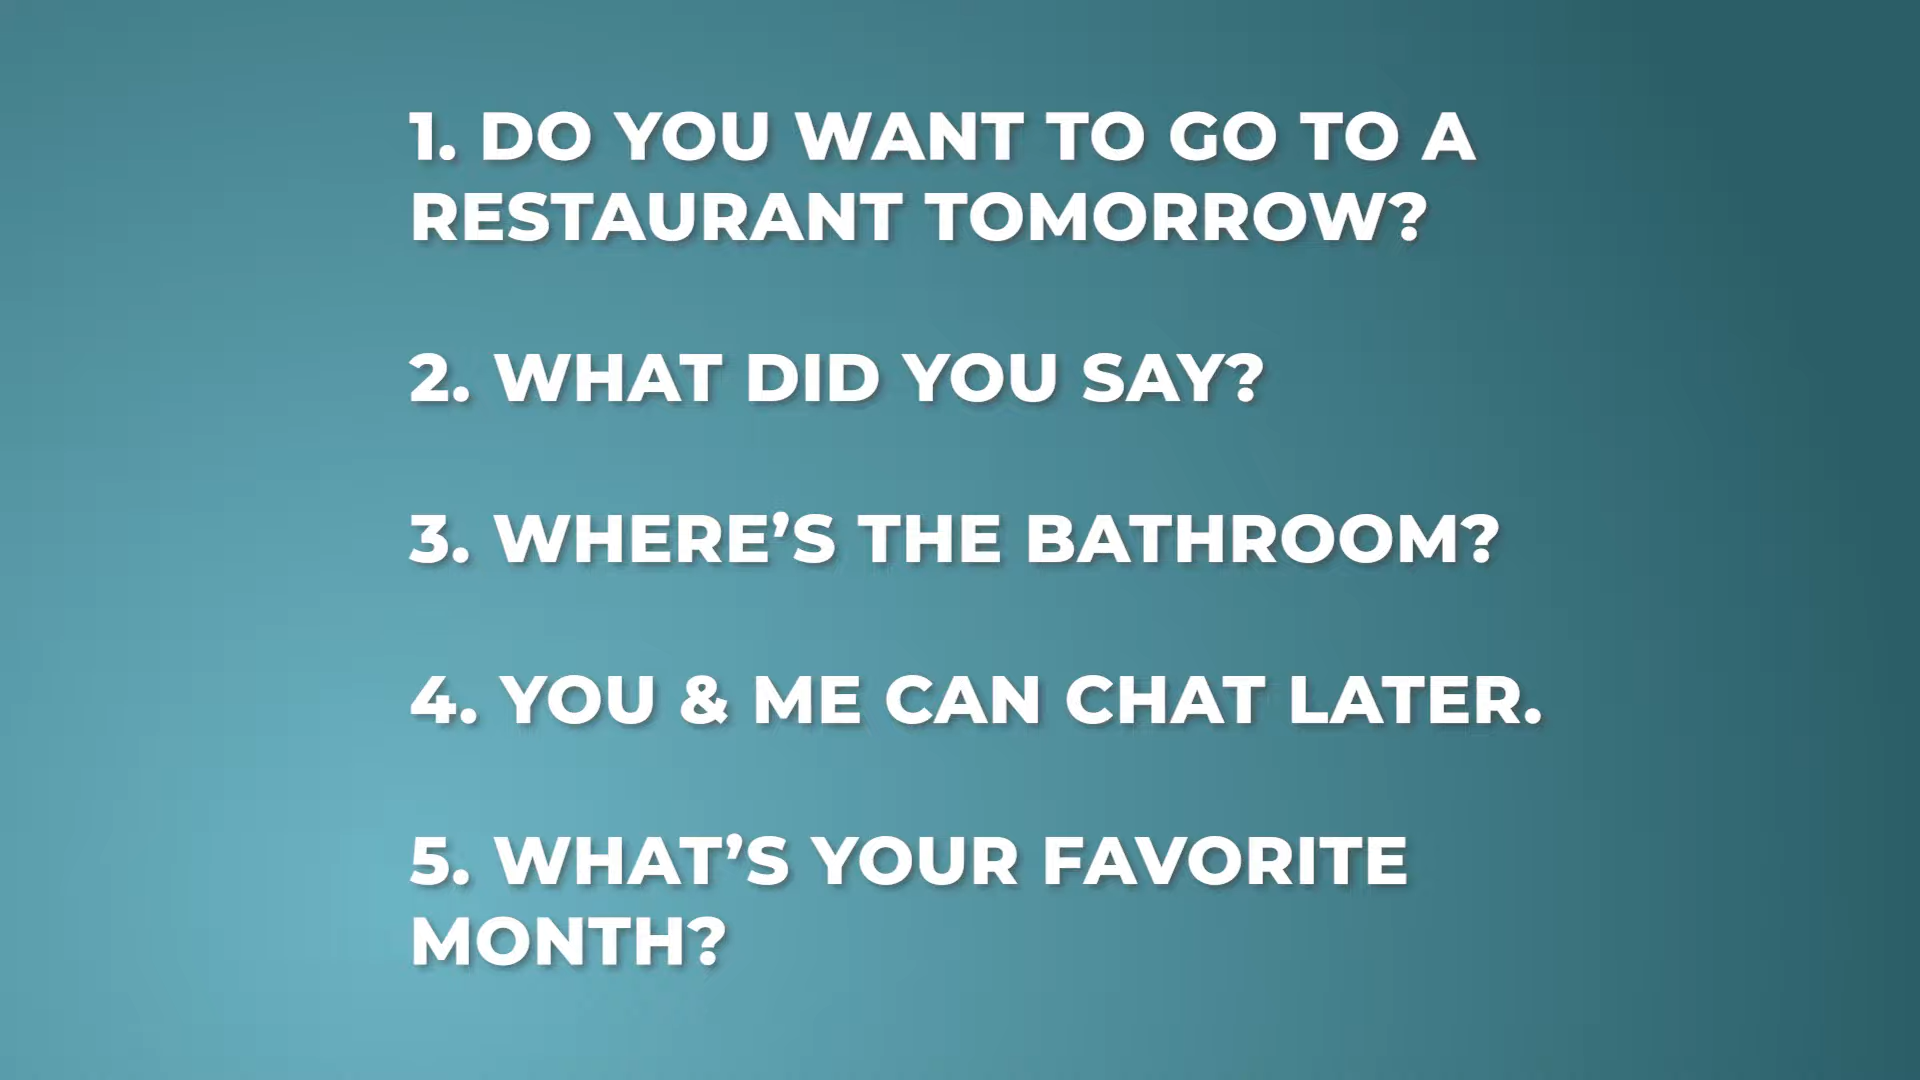 1. DO YOU WANT TO GO TO A
RESTAURANT TOMORROW?
2. WHAT DID YOU SAY?
3. WHERE’S THE BATHROOM?
4. YOU & ME CAN CHAT LATER.
5. WHAT’S YOUR FAVORITE
MONTH?